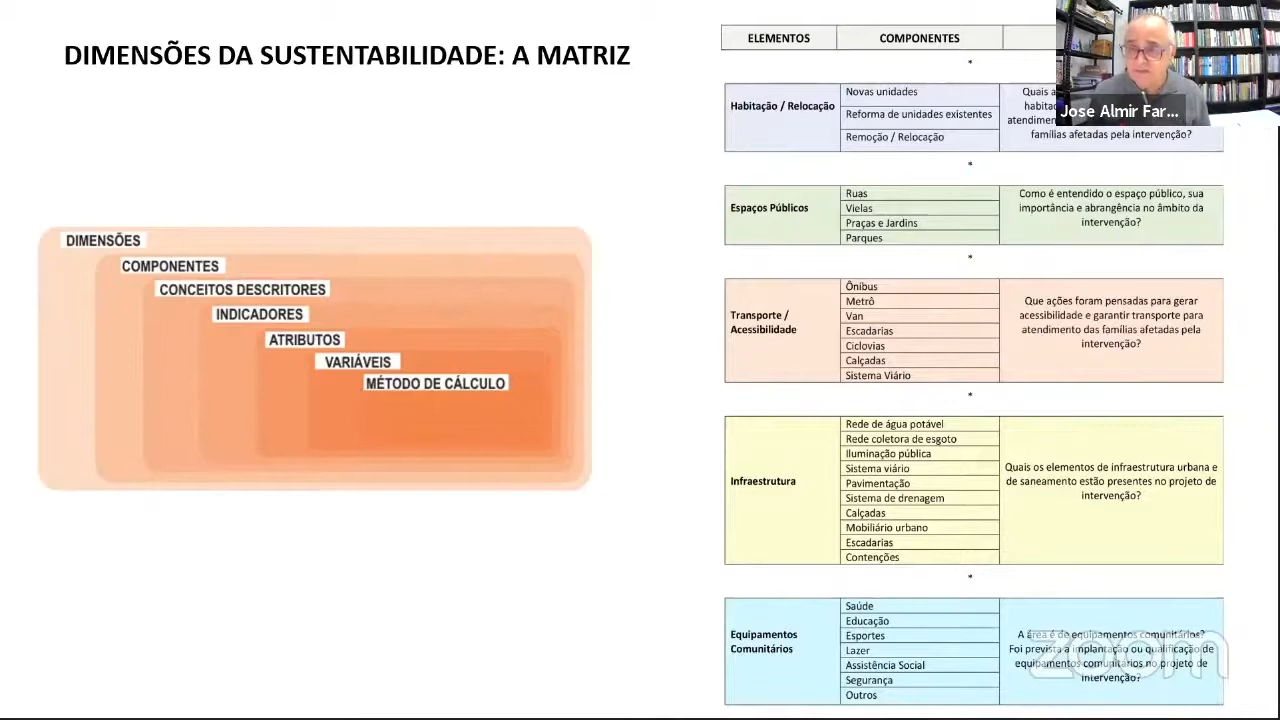 DIMENSÕES DA SUSTENTABILIDADE: A MATRIZ
DIMENSÕES
COMPONENTES
CONCEITOS DESCRITORES
INDICADORES
ATRIBUTOS
VARIÁVEIS
MÉTODO DE CÁLCULO
ELEMENTOS
COMPONENTES
*
Habitação / Relocação
Novas unidades
Reforma de unidades existentes
Remoção / Relocação
Quais
famílias afetadas pela intervenção?
Jose Almir Far...
*
Espaços Públicos
Ruas
Vielas
Praças e Jardins
Parques
Como é entendido o espaço público, sua
importância e abrangência no âmbito da
intervenção?
*
Transporte /
Acessibilidade
Ônibus
Metrô
Van
Escadarias
Ciclovias
Calçadas
Sistema Viário
Que ações foram pensadas para gerar
acessibilidade e garantir transporte para
atendimento das famílias afetadas pela
intervenção?
*
Infraestrutura
Rede de água potável
Rede coletora de esgoto
Iluminação pública
Sistema viário
Pavimentação
Sistema de drenagem
Calçadas
Mobiliário urbano
Escadarias
Contenções
Quais os elementos de infraestrutura urbana e
de saneamento estão presentes no projeto de
intervenção?
*
Equipamentos
Comunitários
Saúde
Educação
Esportes
Lazer
Assistência Social
Segurança
Outros
A área é de equipamentos comunitários?
Foi prevista a implantação ou qualificação de
equipamentos comunitários no projeto de
intervenção?
zoom